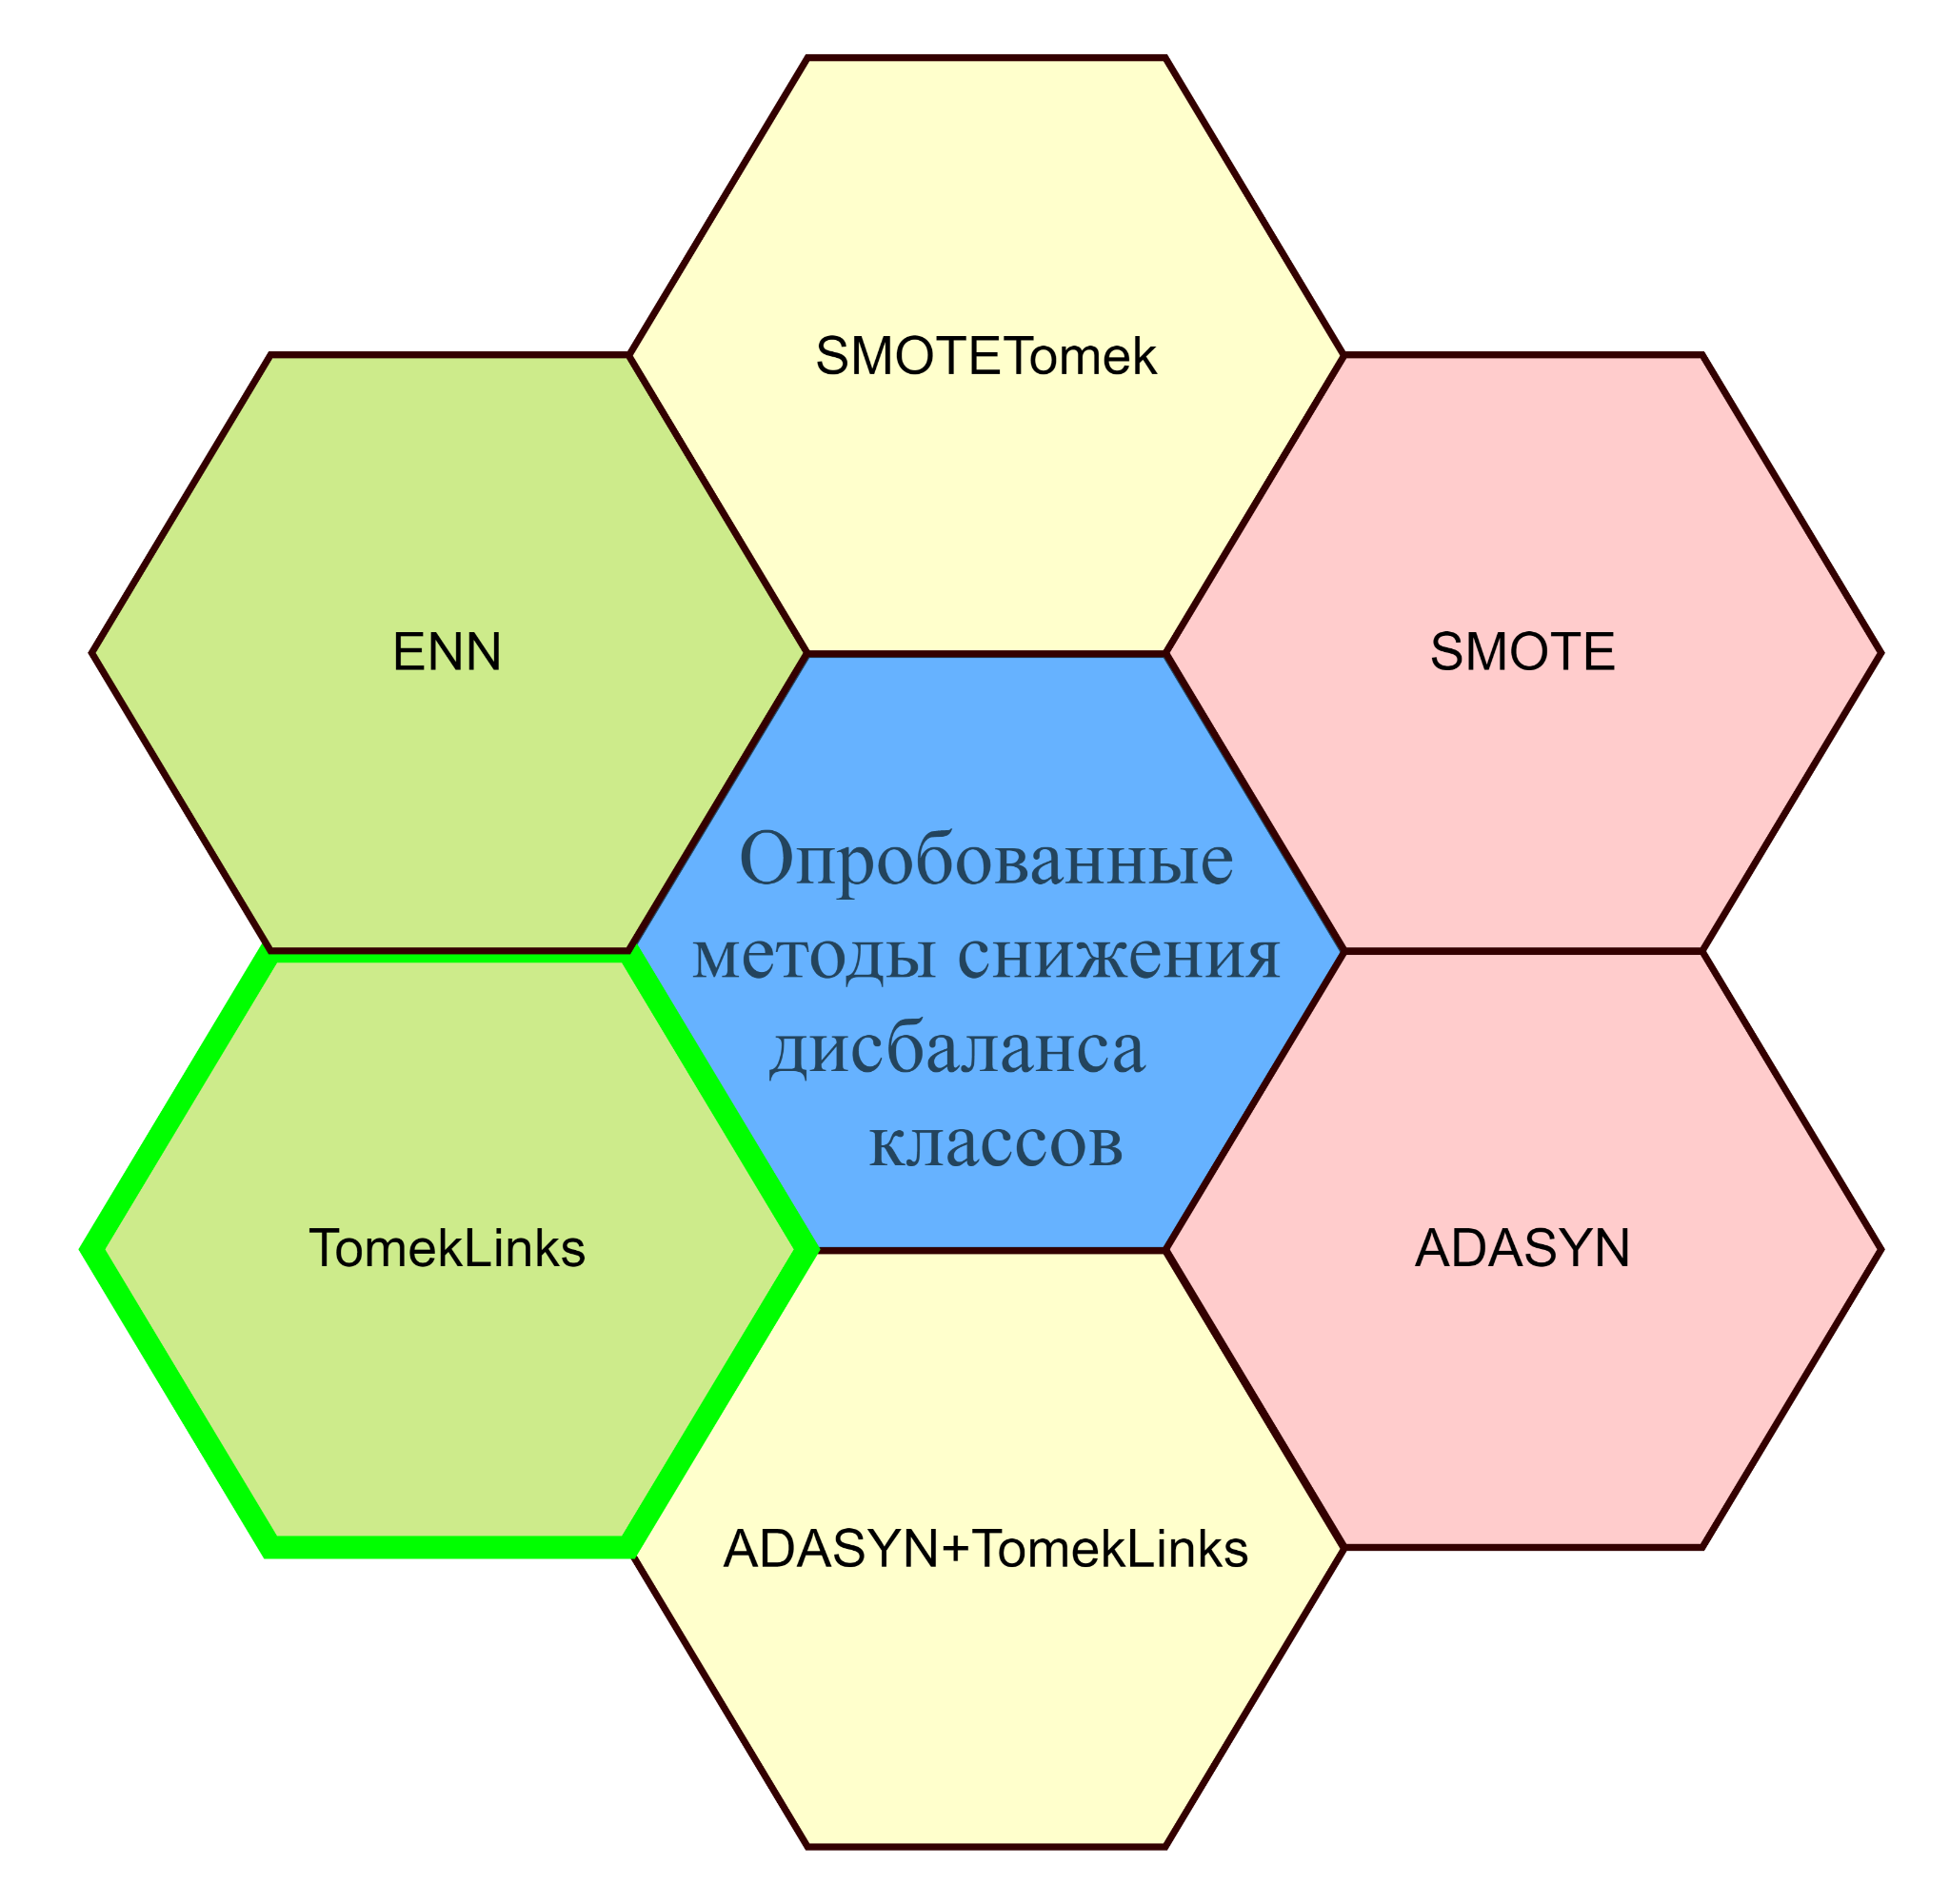 SMOTETomek
ENN
SMOTE
Опробованные
методы снижения
дисбаланса
классов
TomekLinks
ADASYN
ADASYN+TomekLinks